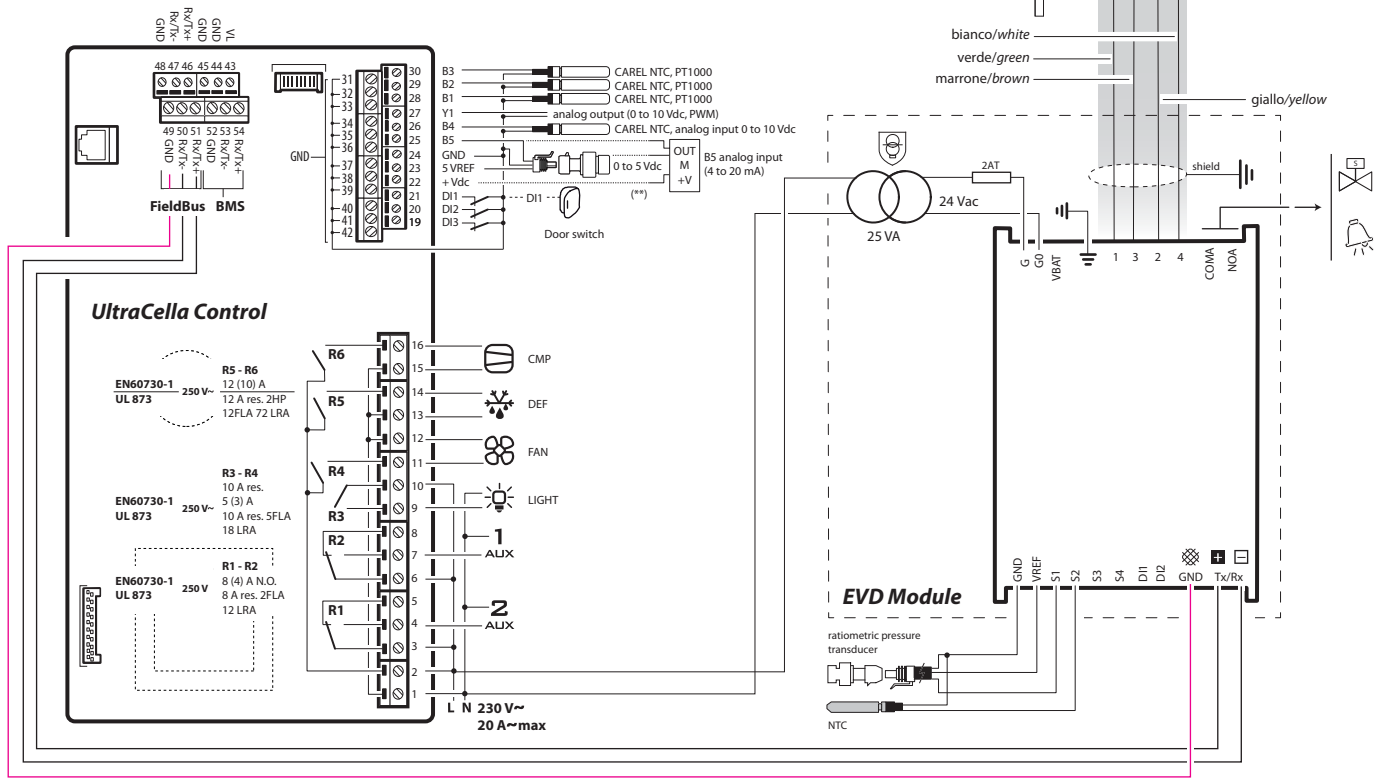 GND
Rx/Tx-
Rx/Tx+
GND
GND
VL
48 47 46 45 44 43
49 50 51 52 53 54
GND
Rx/Tx-
Rx/Tx+
GND
Rx/Tx-
Rx/Tx+
FieldBus BMS
GND
31
32
33
34
35
36
37
38
39
40
41
42
30
29
28
27
26
25
24
23
22
21
20
19
B3
B2
B1
Y1
B4
B5
GND
5 VREF
+ Vdc
DI1
DI2
DI3
CAREL NTC, PT1000
CAREL NTC, PT1000
CAREL NTC, PT1000
analog output (0 to 10 Vdc, PWM)
CAREL NTC, analog input 0 to 10 Vdc
0 to 5 Vdc
OUT
M
+V
B5 analog input
(4 to 20 mA)
(**)
DI1
Door switch
UltraCella Control
EN60730-1
UL 873
250 V~
R5 - R6
12 (10) A
12 A res. 2HP
12FLA 72 LRA
EN60730-1
UL 873
250 V~
R3 - R4
10 A res.
5 (3) A
10 A res. 5FLA
18 LRA
EN60730-1
UL 873
250 V
R1 - R2
8 (4) A N.O.
8 A res. 2FLA
12 LRA
R6
R5
R4
R3
R2
R1
16
15
14
13
12
11
10
9
8
7
6
5
4
3
2
1
CMP
DEF
FAN
LIGHT
1
AUX
2
AUX
L N 230 V~
20 A~max
bianco/white
verde/green
marrone/brown
giallo/yellow
2AT
24 Vac
25 VA
shield
S
G
G0
VBAT
1 3 2 4
COMA
NOA
EVD Module
GND
VREF
S1
S2
S3
S4
DI1
DI2
GND
+ −
Tx/Rx
ratiometric pressure
transducer
NTC